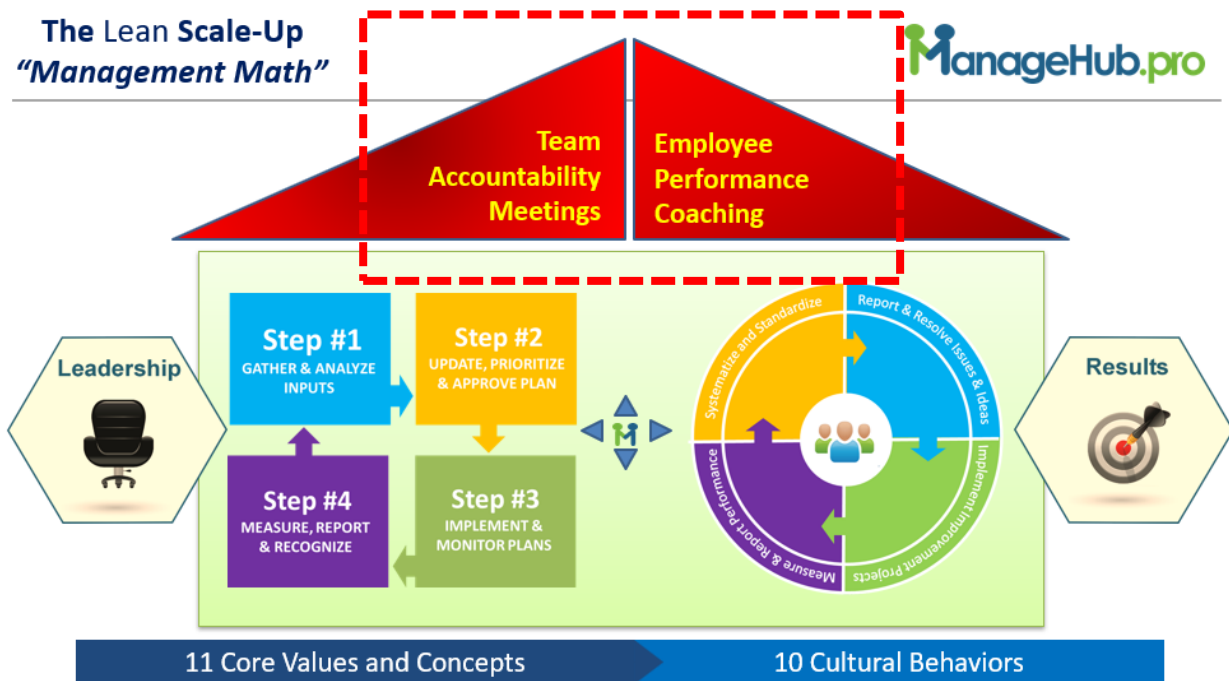 The Lean Scale-Up
“Management Math”
ManageHub.pro
Team
Accountability
Meetings
Employee
Performance
Coaching
Leadership
Step #1
GATHER & ANALYZE
INPUTS
Step #2
UPDATE, PRIORITIZE
& APPROVE PLAN
Step #4
MEASURE, REPORT
& RECOGNIZE
Step #3
IMPLEMENT &
MONITOR PLANS
Systematize and Standardize
Report & Resolve Issues & Ideas
Measure & Report Performance
Implement Improvement Projects
Results
11 Core Values and Concepts
10 Cultural Behaviors